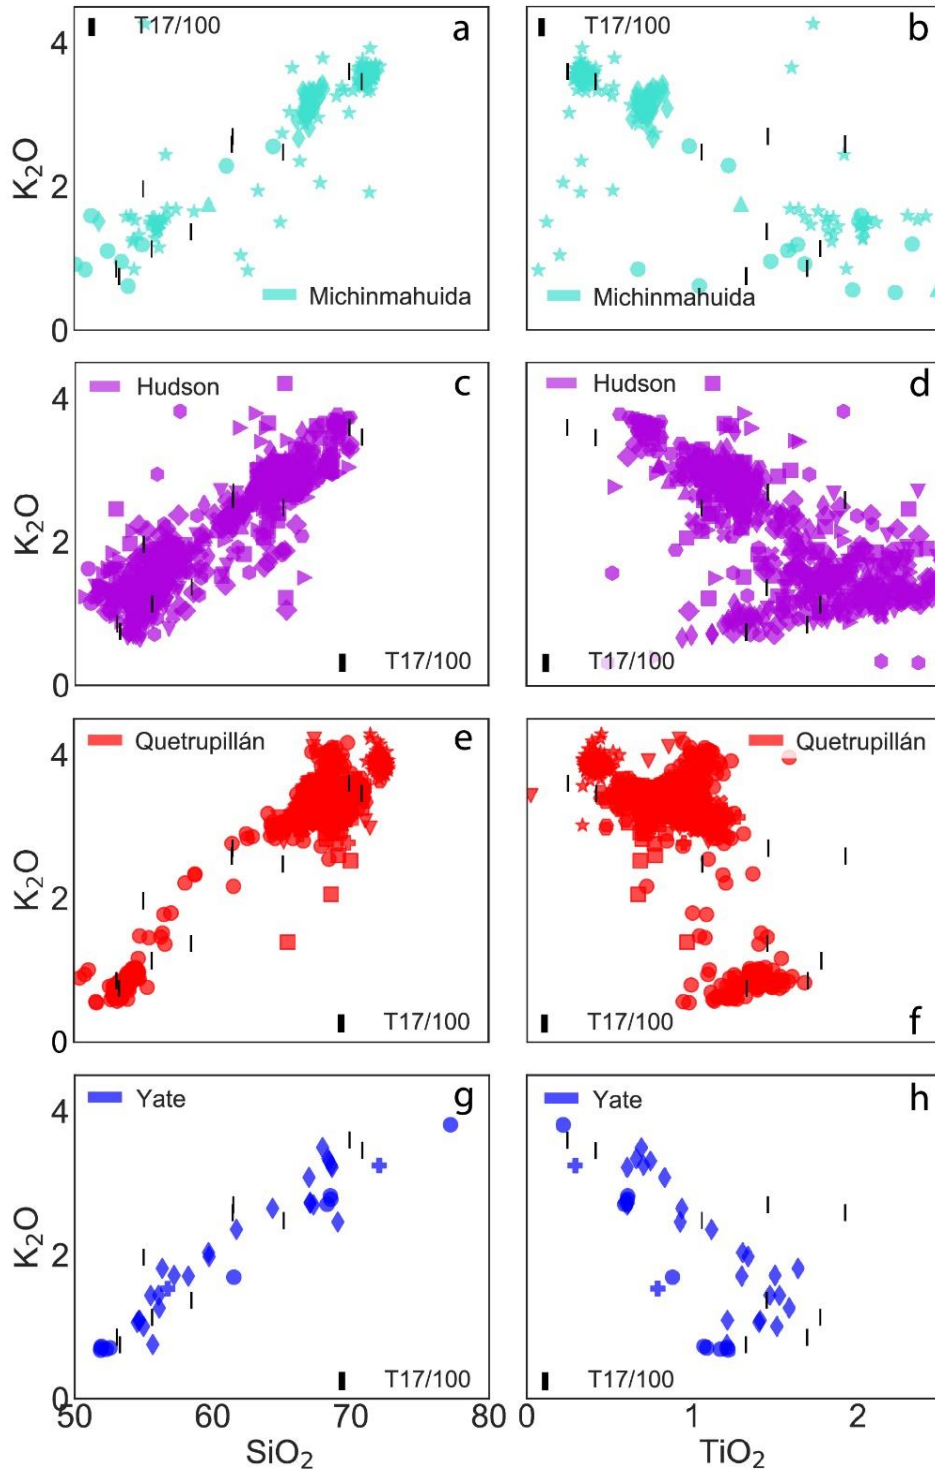 T17/100 a
T17/100 b
4
K₂O
2
0
Michinmahuida
Michinmahuida
Hudson c
Hudson d
4
K₂O
2
0
T17/100
T17/100
Quetrupillán e
Quetrupillán
4
K₂O
2
0
T17/100
T17/100 f
Yate g
Yate h
4
K₂O
2
0
T17/100
T17/100
50 60 70 80
0 1 2
SiO₂
TiO₂